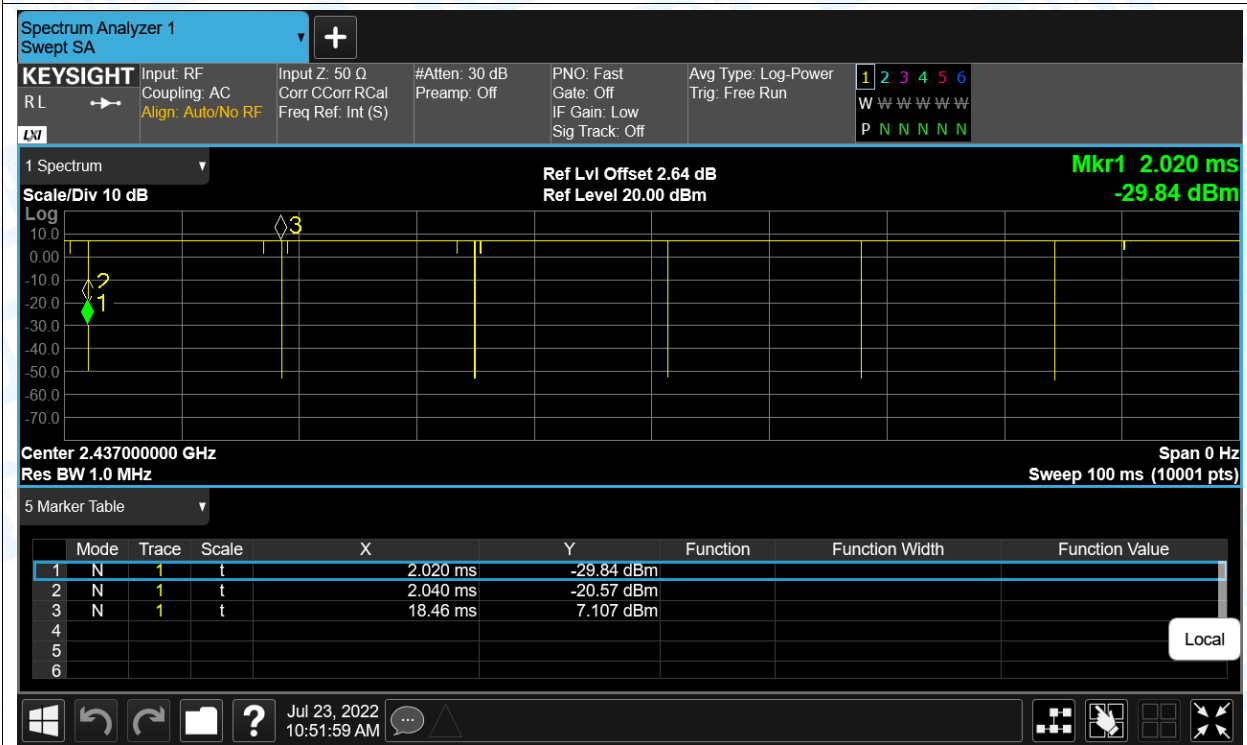 Spectrum Analyzer 1
Swept SA
▼
+
KEYSIGHT Input: RF Input Z: 50 Ω #Atten: 30 dB PNO: Fast Avg Type: Log-Power 1 2 3 4 5 6
R L Coupling: AC Corr CCorr RCal Preamp: Off Gate: Off Trig: Free Run
Align: Auto/No RF Freq Ref: Int (S) IF Gain: Low W W W W W W
LXI Sig Track: Off P N N N N N
1 Spectrum ▼ Ref Lvl Offset 2.64 dB Mkr1 2.020 ms
Scale/Div 10 dB Ref Level 20.00 dBm -29.84 dBm
Log
10.0
0.00
-10.0
-20.0
-30.0
-40.0
-50.0
-60.0
-70.0
3
2
1
Center 2.437000000 GHz Span 0 Hz
Res BW 1.0 MHz Sweep 100 ms (10001 pts)
5 Marker Table ▼
Mode Trace Scale X Y Function Function Width Function Value
1 N 1 t 2.020 ms -29.84 dBm
2 N 1 t 2.040 ms -20.57 dBm
3 N 1 t 18.46 ms 7.107 dBm
4
5
6
Local
? Jul 23, 2022
10:51:59 AM